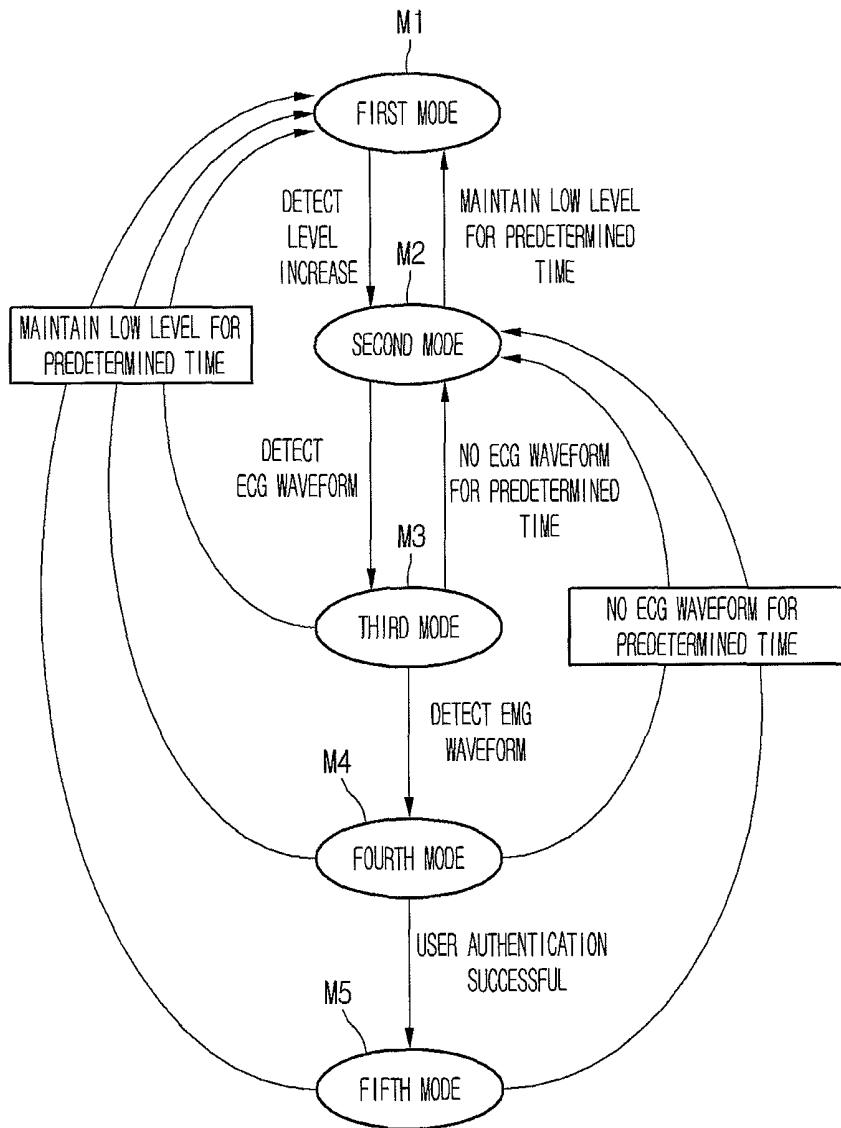 M1
FIRST MODE
DETECT
LEVEL
INCREASE
MAINTAIN LOW LEVEL
FOR PREDETERMINED
TIME
M2
MAINTAIN LOW LEVEL FOR
PREDETERMINED TIME
SECOND MODE
DETECT
ECG WAVEFORM
NO ECG WAVEFORM
FOR PREDETERMINED
TIME
M3
THIRD MODE
NO ECG WAVEFORM FOR
PREDETERMINED TIME
DETECT EMG
WAVEFORM
M4
FOURTH MODE
USER AUTHENTICATION
SUCCESSFUL
M5
FIFTH MODE